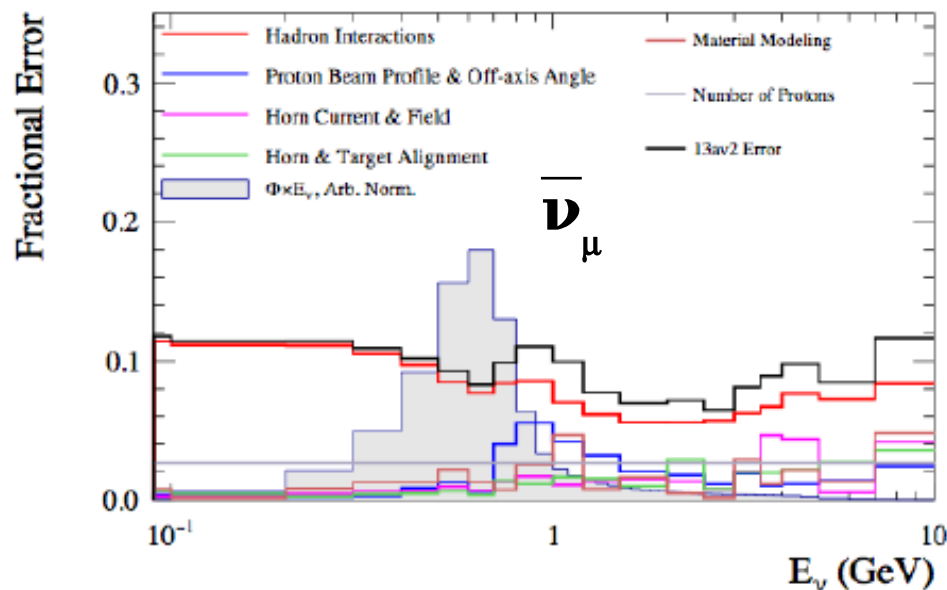 Fractional Error
0.3
0.2
0.1
0.0
Hadron Interactions
Proton Beam Profile & Off-axis Angle
Horn Current & Field
Horn & Target Alignment
Φ×Eν, Arb. Norm.
Material Modeling
Number of Protons
13av2 Error
ν̅μ
10⁻¹
1
10
Eν (GeV)